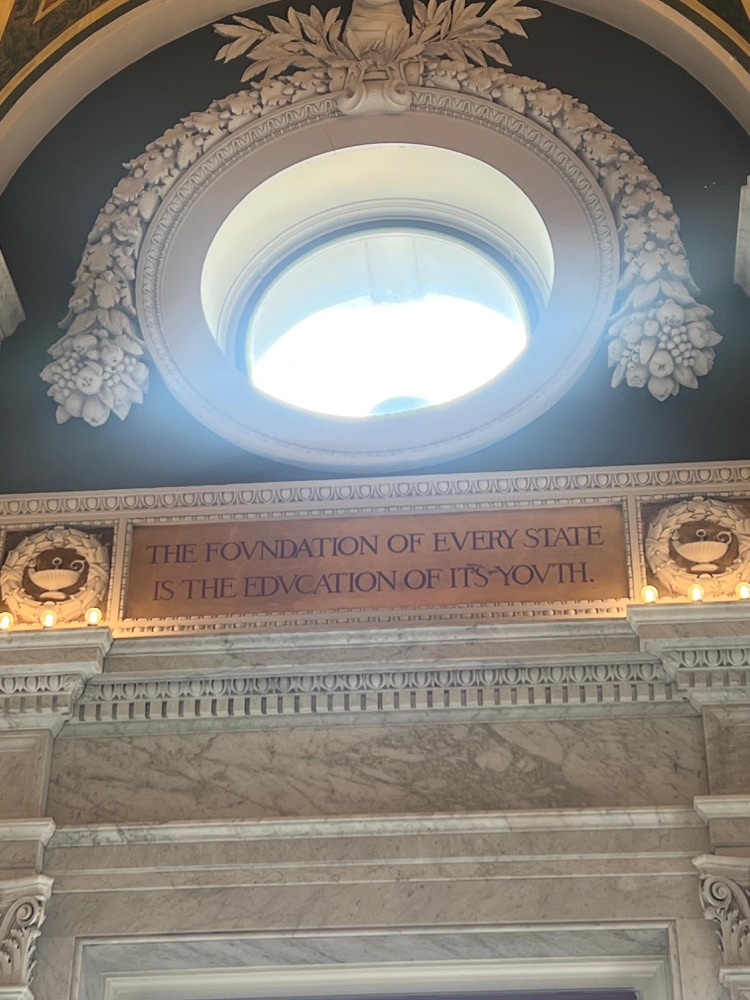 THE FOVNDATION OF EVERY STATE
IS THE EDVCATION OF ITS YOVTH.